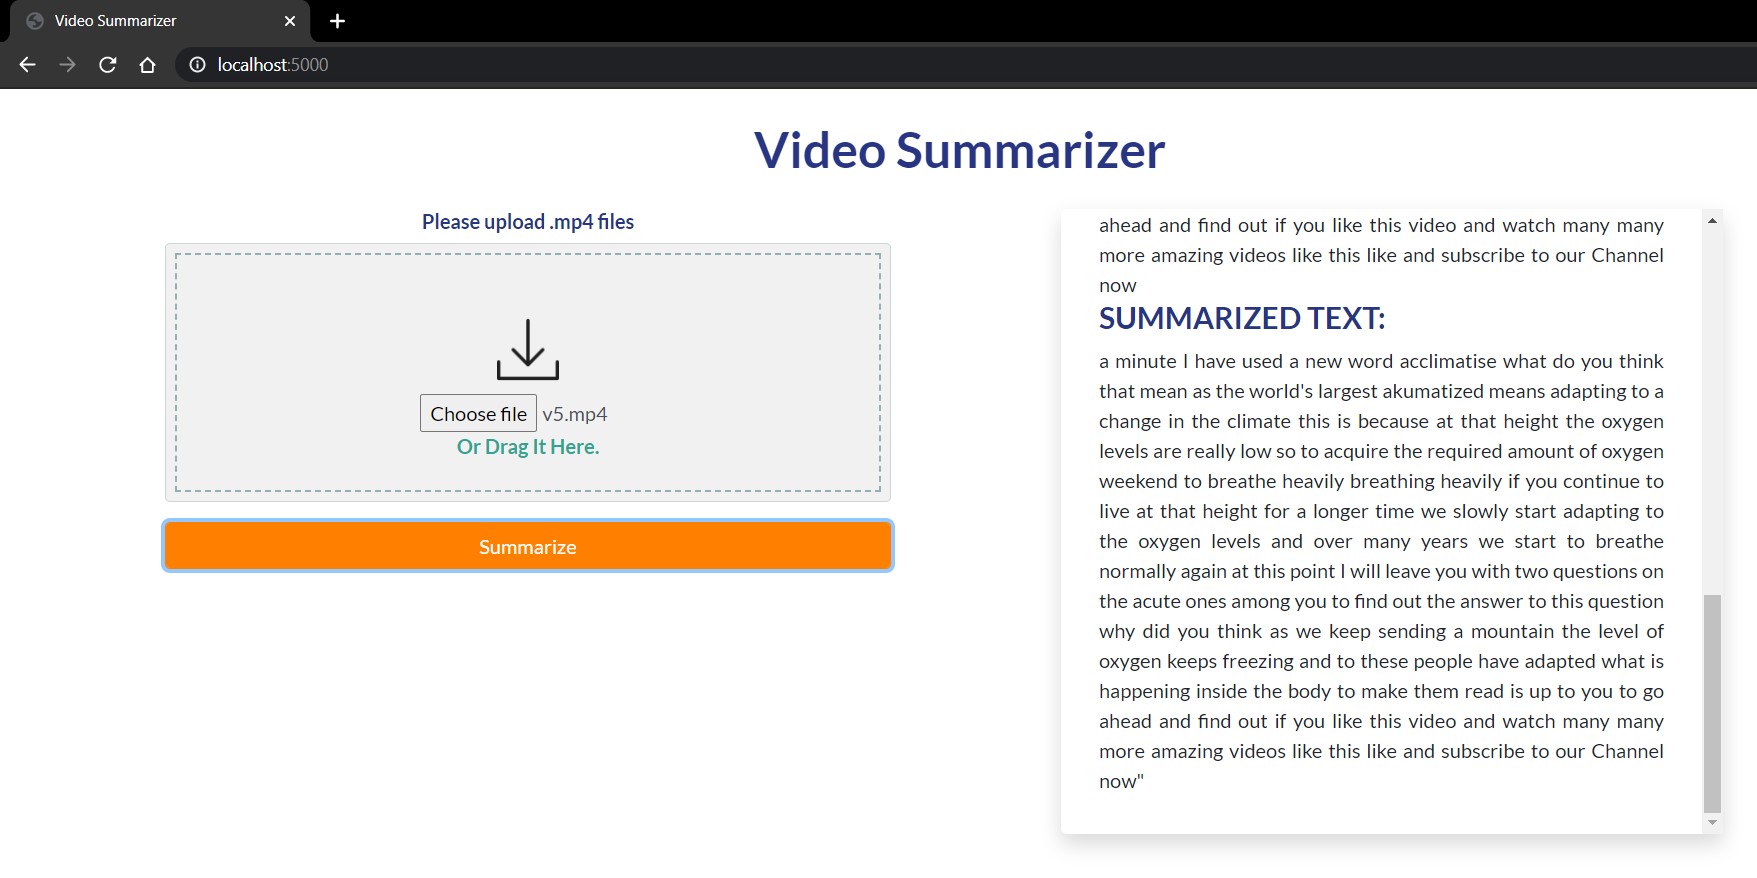 Video Summarizer
localhost:5000
Video Summarizer
Please upload .mp4 files
Choose file v5.mp4
Or Drag It Here.
Summarize
ahead and find out if you like this video and watch many many
more amazing videos like this like and subscribe to our Channel
now
SUMMARIZED TEXT:
a minute I have used a new word acclimatise what do you think
that mean as the world's largest akumatized means adapting to a
change in the climate this is because at that height the oxygen
levels are really low so to acquire the required amount of oxygen
weekend to breathe heavily breathing heavily if you continue to
live at that height for a longer time we slowly start adapting to
the oxygen levels and over many years we start to breathe
normally again at this point I will leave you with two questions on
the acute ones among you to find out the answer to this question
why did you think as we keep sending a mountain the level of
oxygen keeps freezing and to these people have adapted what is
happening inside the body to make them read is up to you to go
ahead and find out if you like this video and watch many many
more amazing videos like this like and subscribe to our Channel
now"